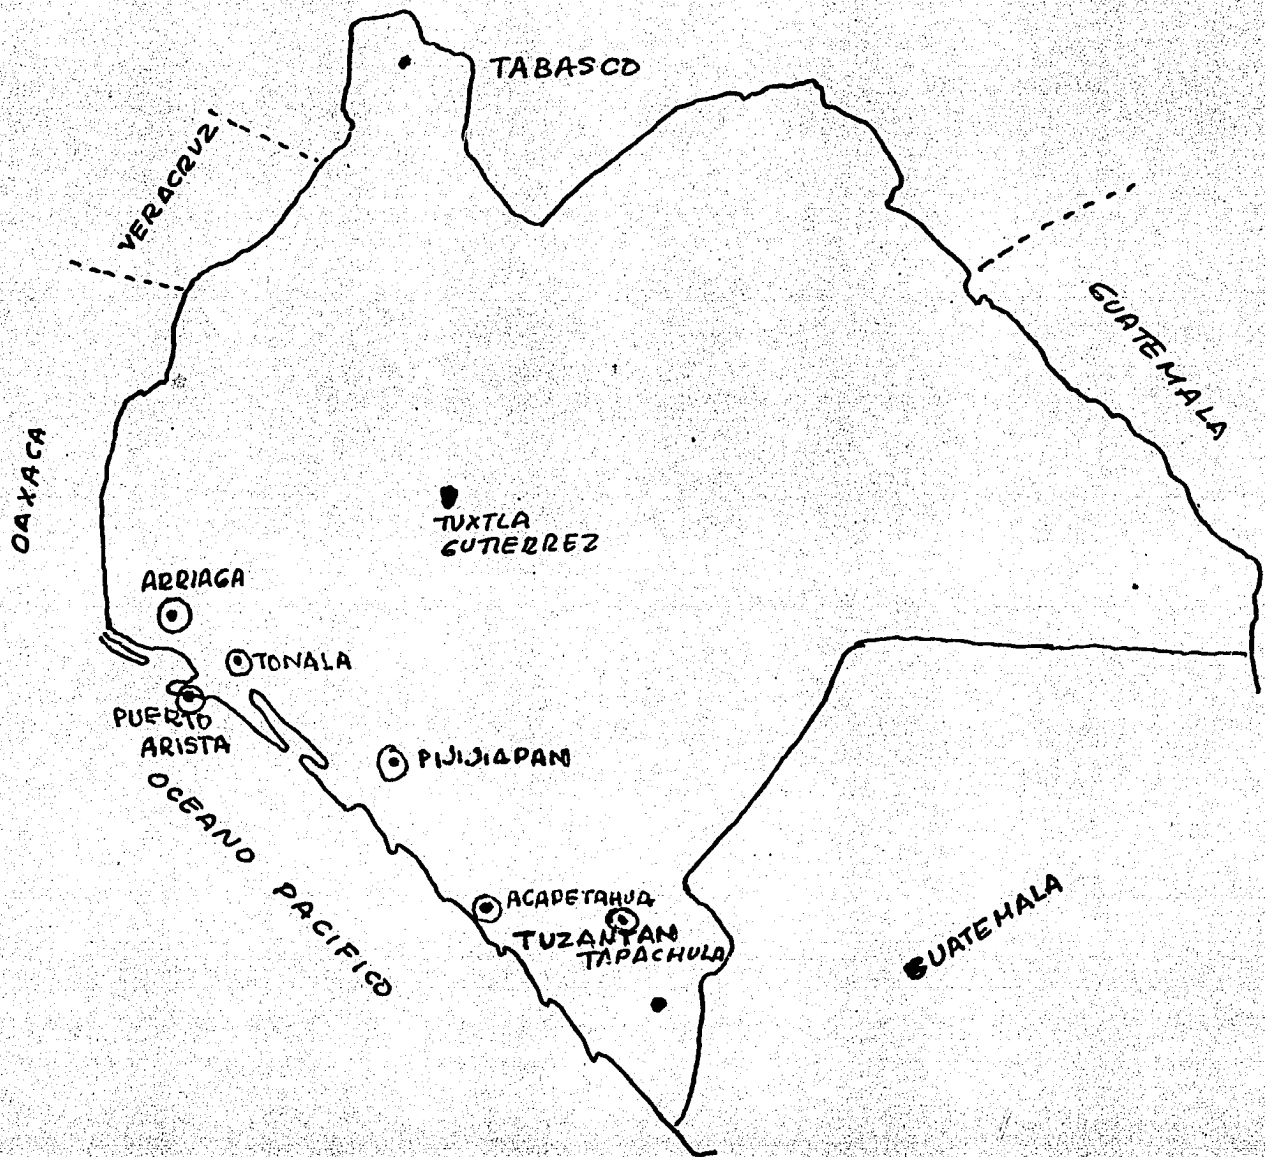 TABASCO
VERACRUZ
GUATEMALA
OAXACA
TUXTLA
GUTIERREZ
ARRIAGA
TONALA
PUERTO
ARISTA
PIJIJIAPAN
OCEANO PACIFICO
ACAPETAHUA
TUZANTAN
TAPACHULA
GUATEMALA